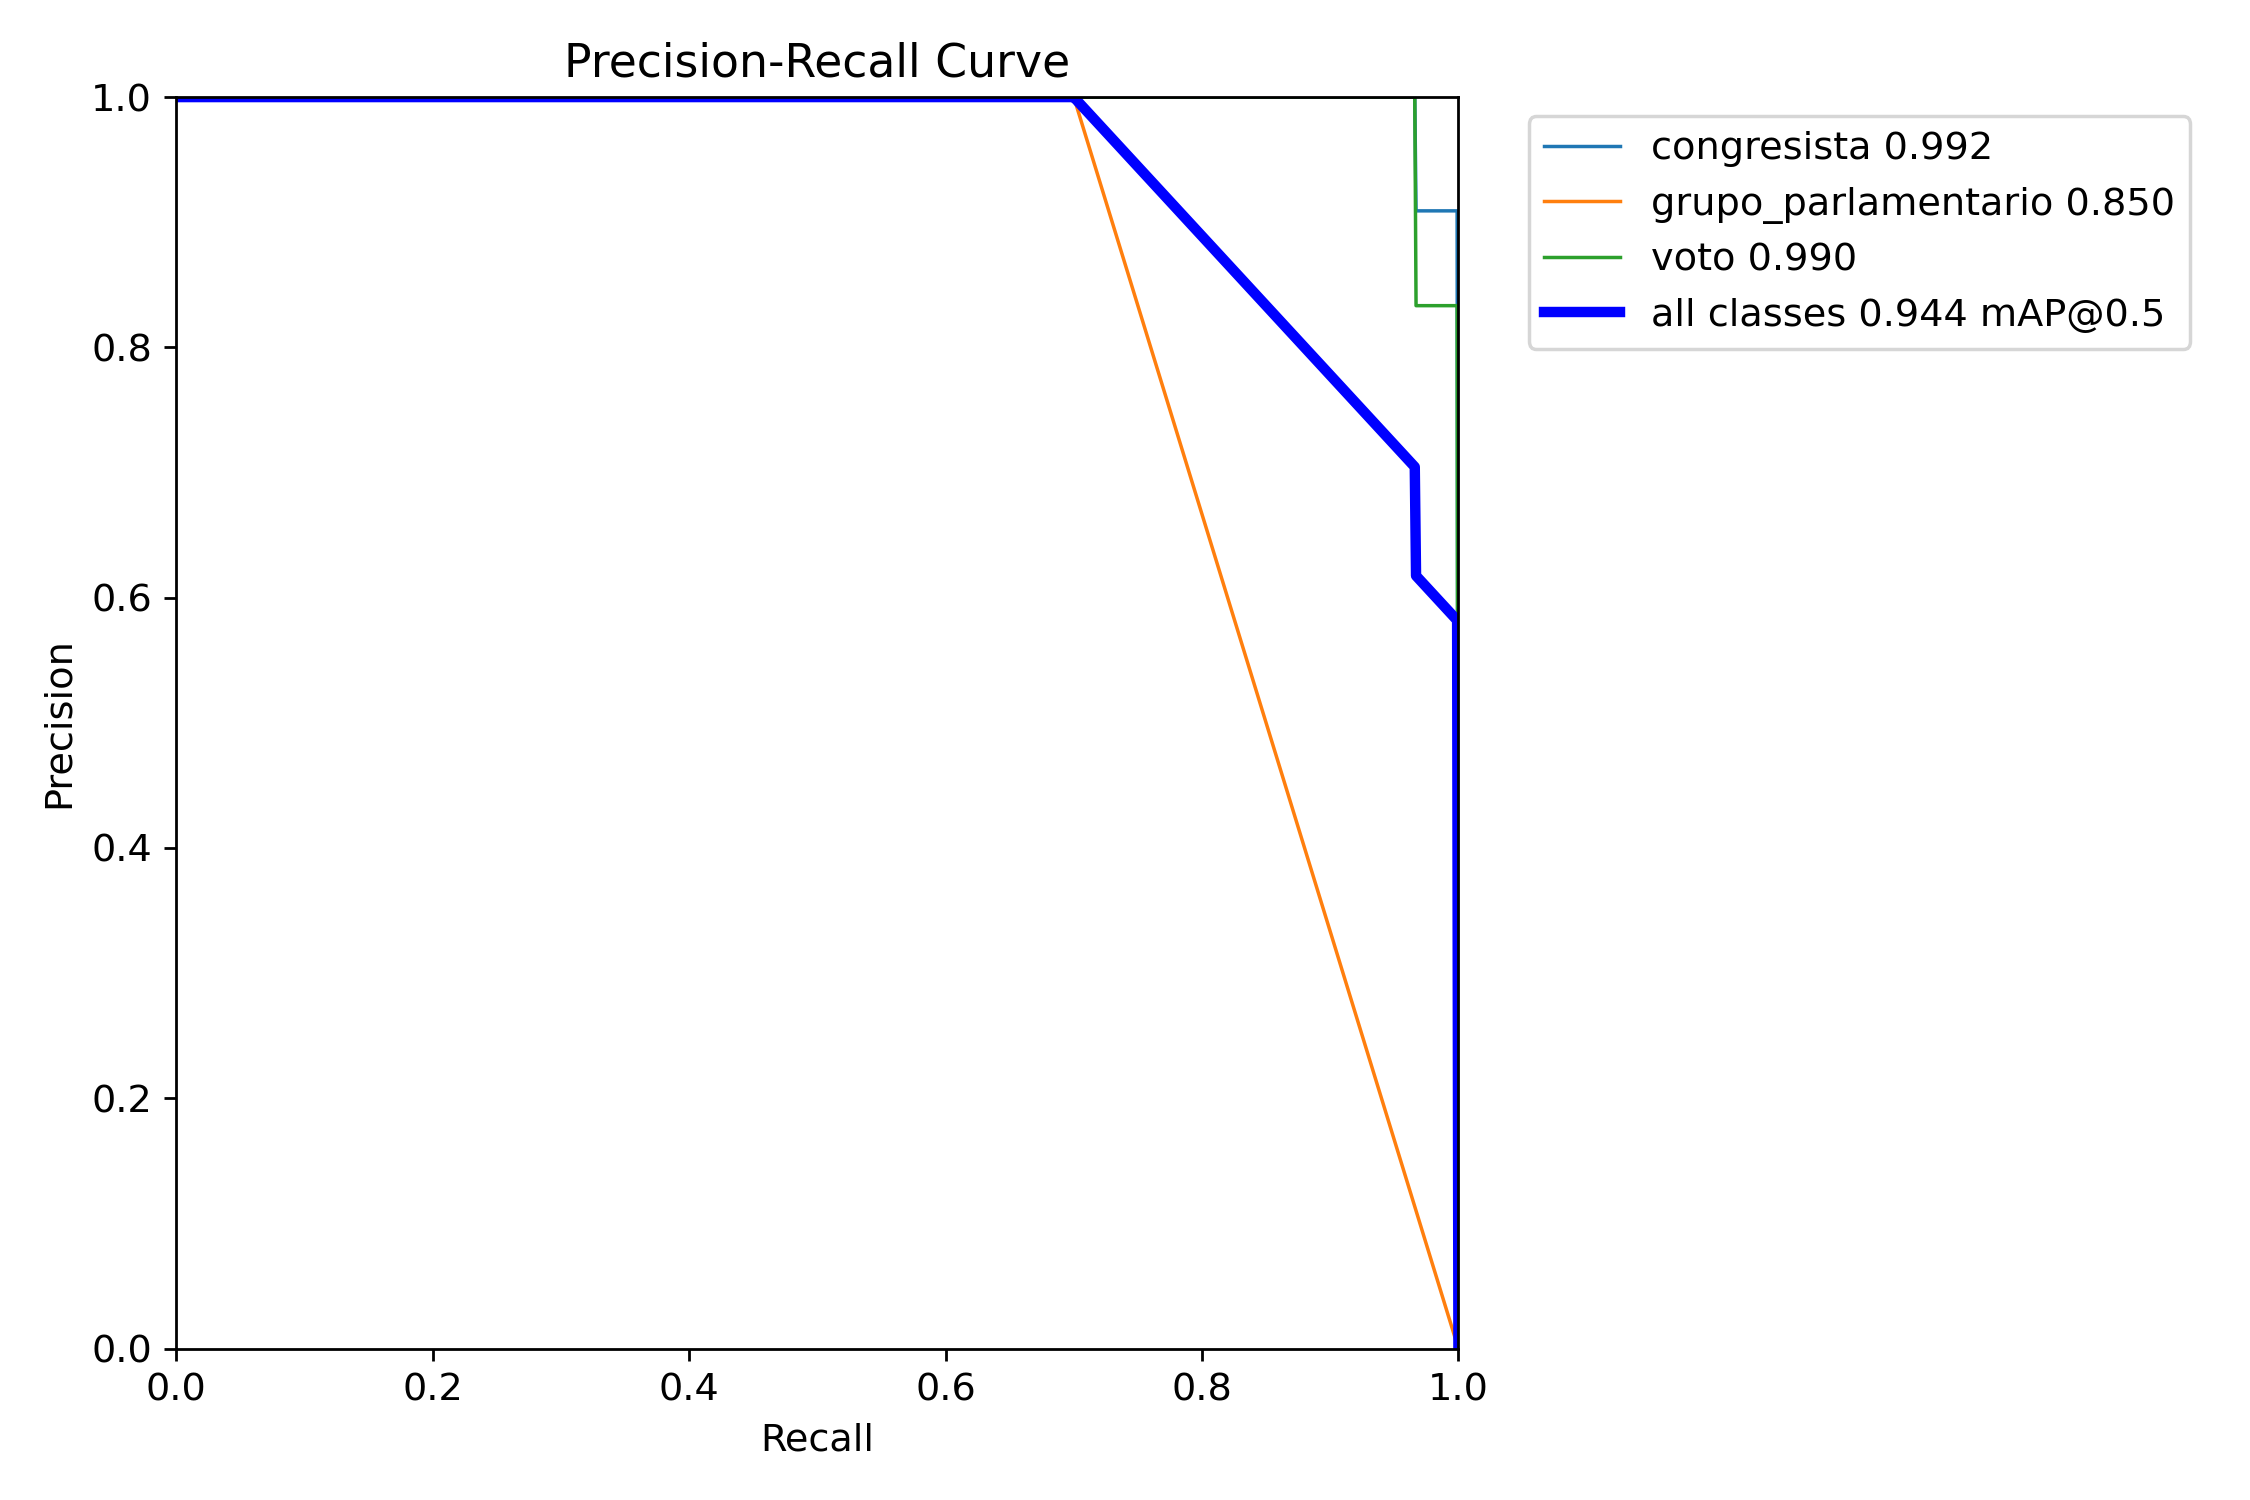 Precision-Recall Curve
1.0
0.8
0.6
0.4
0.2
0.0
Precision
0.0 0.2 0.4 0.6 0.8 1.0
Recall
congresista 0.992
grupo_parlamentario 0.850
voto 0.990
all classes 0.944 mAP@0.5